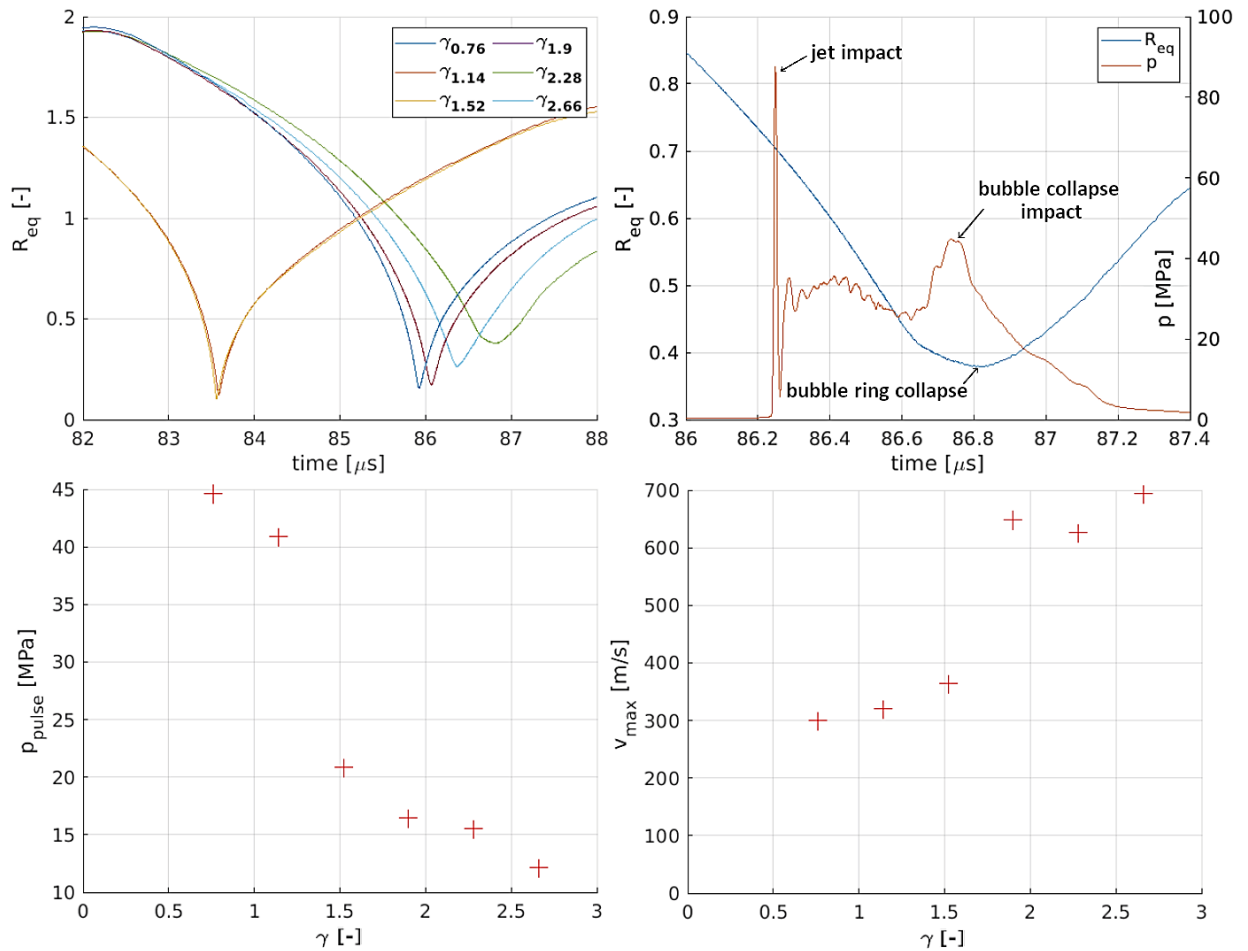 2
1.5
1
0.5
0
R_eq [-]
γ_0.76
γ_1.14
γ_1.52
γ_1.9
γ_2.28
γ_2.66
82 83 84 85 86 87 88
time [μs]
0.9
0.8
0.7
0.6
0.5
0.4
0.3
R_eq [-]
jet impact
bubble collapse
impact
bubble ring collapse
R_eq
p
100
80
60
40
20
0
p [MPa]
86 86.2 86.4 86.6 86.8 87 87.2 87.4
time [μs]
45
40
35
30
25
20
15
10
p_pulse [MPa]
0 0.5 1 1.5 2 2.5 3
γ [-]
700
600
500
400
300
200
100
0
v_max [m/s]
0 0.5 1 1.5 2 2.5 3
γ [-]